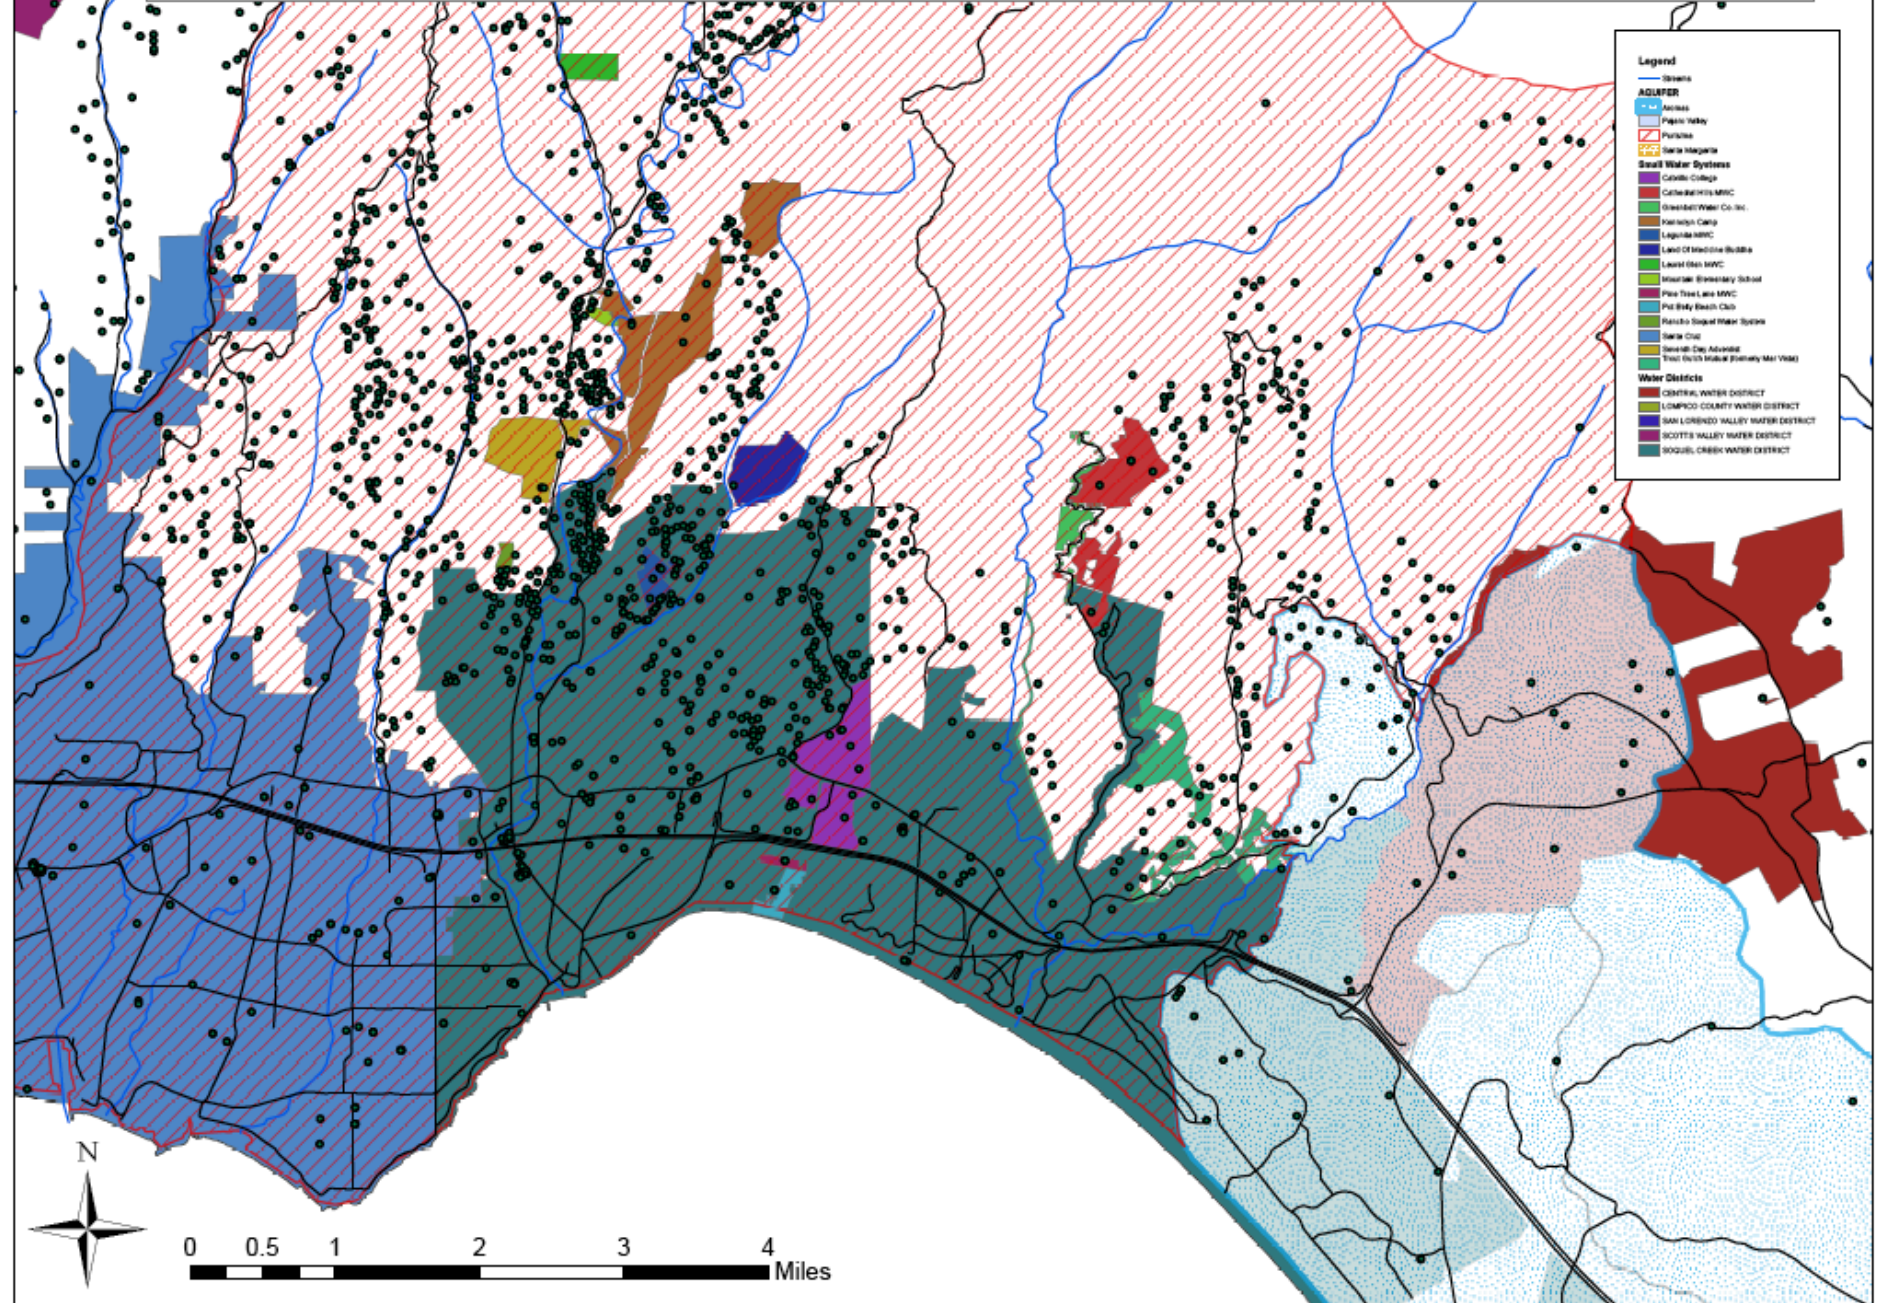 Legend
Streams
AQUIFER
Aromas
Pajaro Valley
Purisima
Santa Margarita
Small Water Systems
Cabrillo College
Cathedral Hills MWC
Greenbelt Water Co. Inc.
Kennolyn Camp
Laguna MWC
Land Of Medicine Buddha
Laurel Glen MWC
Mountain Elementary School
Pine Tree Lane MWC
Pot Belly Beach Club
Rancho Soquel Water System
Santa Cruz
Seventh Day Adventist
Trout Gulch Mutual (formerly Mar Vista)
Water Districts
CENTRAL WATER DISTRICT
LOMPICO COUNTY WATER DISTRICT
SAN LORENZO VALLEY WATER DISTRICT
SCOTTS VALLEY WATER DISTRICT
SOQUEL CREEK WATER DISTRICT
N
0 0.5 1 2 3 4
Miles